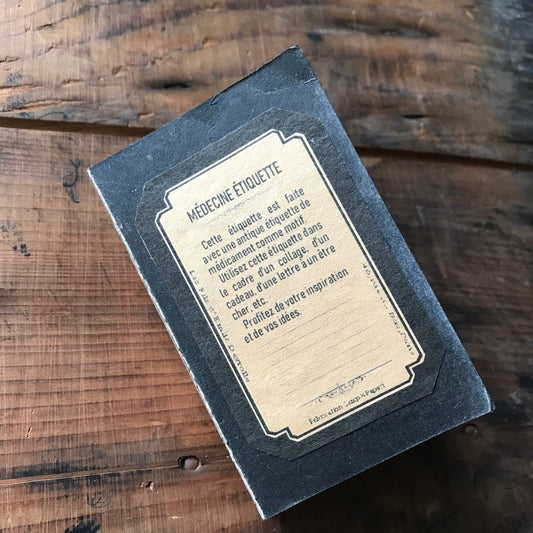 MÉDECINE ÉTIQUETTE
Cette étiquette est faite
avec une antique étiquette de
médicament comme motif.
Utilisez cette étiquette dans
le cadre d'un collage, d'un
cadeau, d'une lettre à un être
cher, etc.
Profitez de votre inspiration
et de vos idées.